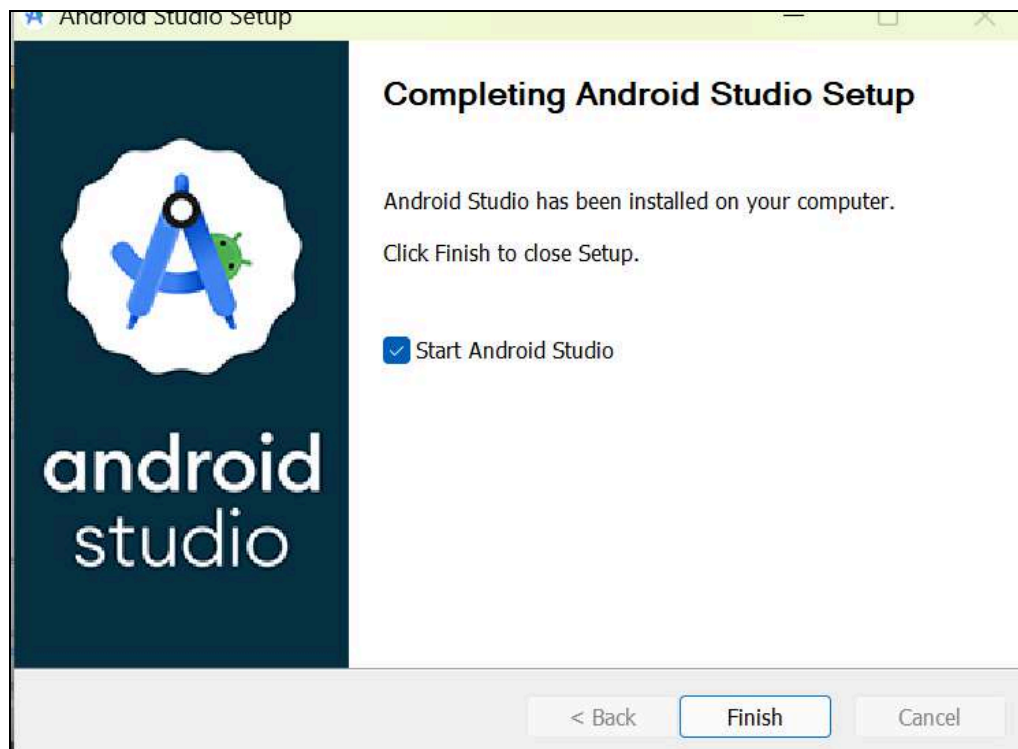 Android Studio Setup
Completing Android Studio Setup
Android Studio has been installed on your computer.
Click Finish to close Setup.
Start Android Studio
android
studio
< Back
Finish
Cancel